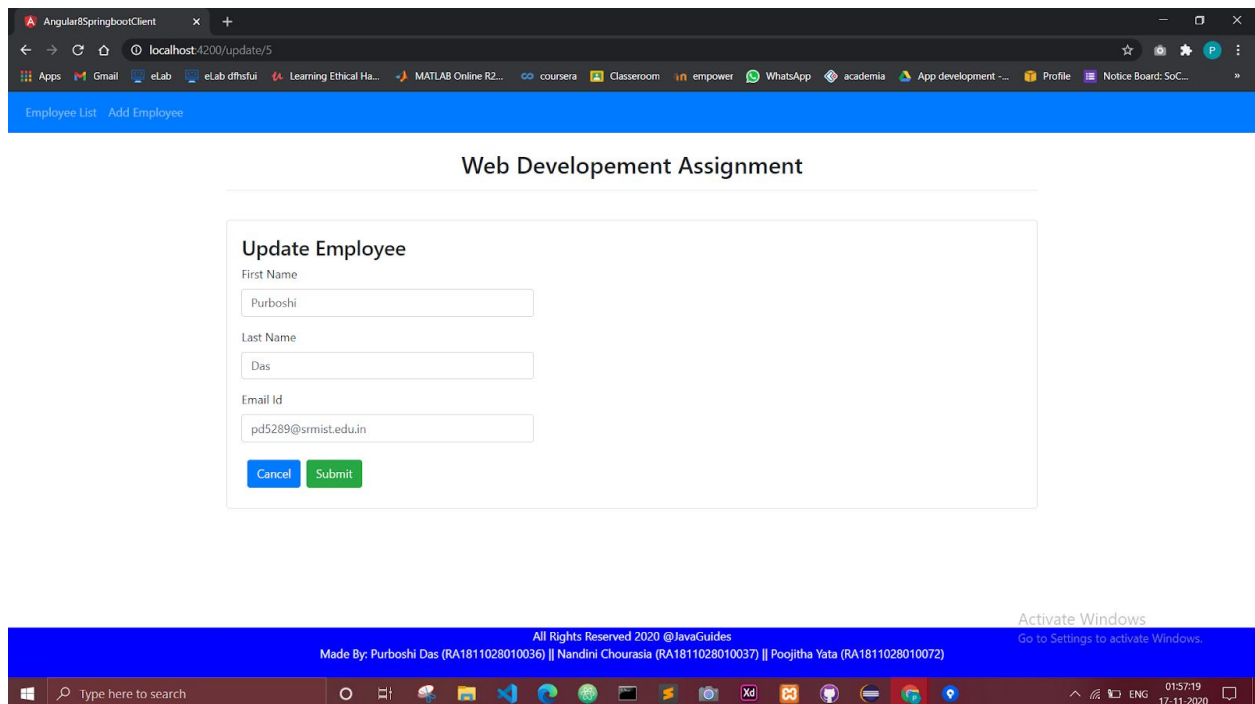 Angular8SpringbootClient
localhost:4200/update/5
Apps Gmail eLab eLab dfhsfui Learning Ethical Ha... MATLAB Online R2... coursera Classroom empower WhatsApp academia App development -... Profile Notice Board: SoC... »
P
Employee List Add Employee
Web Developement Assignment
Update Employee
First Name
Purboshi
Last Name
Das
Email Id
pd5289@srmist.edu.in
Cancel Submit
Activate Windows
Go to Settings to activate Windows.
All Rights Reserved 2020 @JavaGuides
Made By: Purboshi Das (RA1811028010036) || Nandini Chourasia (RA1811028010037) || Poojitha Yata (RA1811028010072)
Type here to search
Xd
ENG
01:57:19
17-11-2020